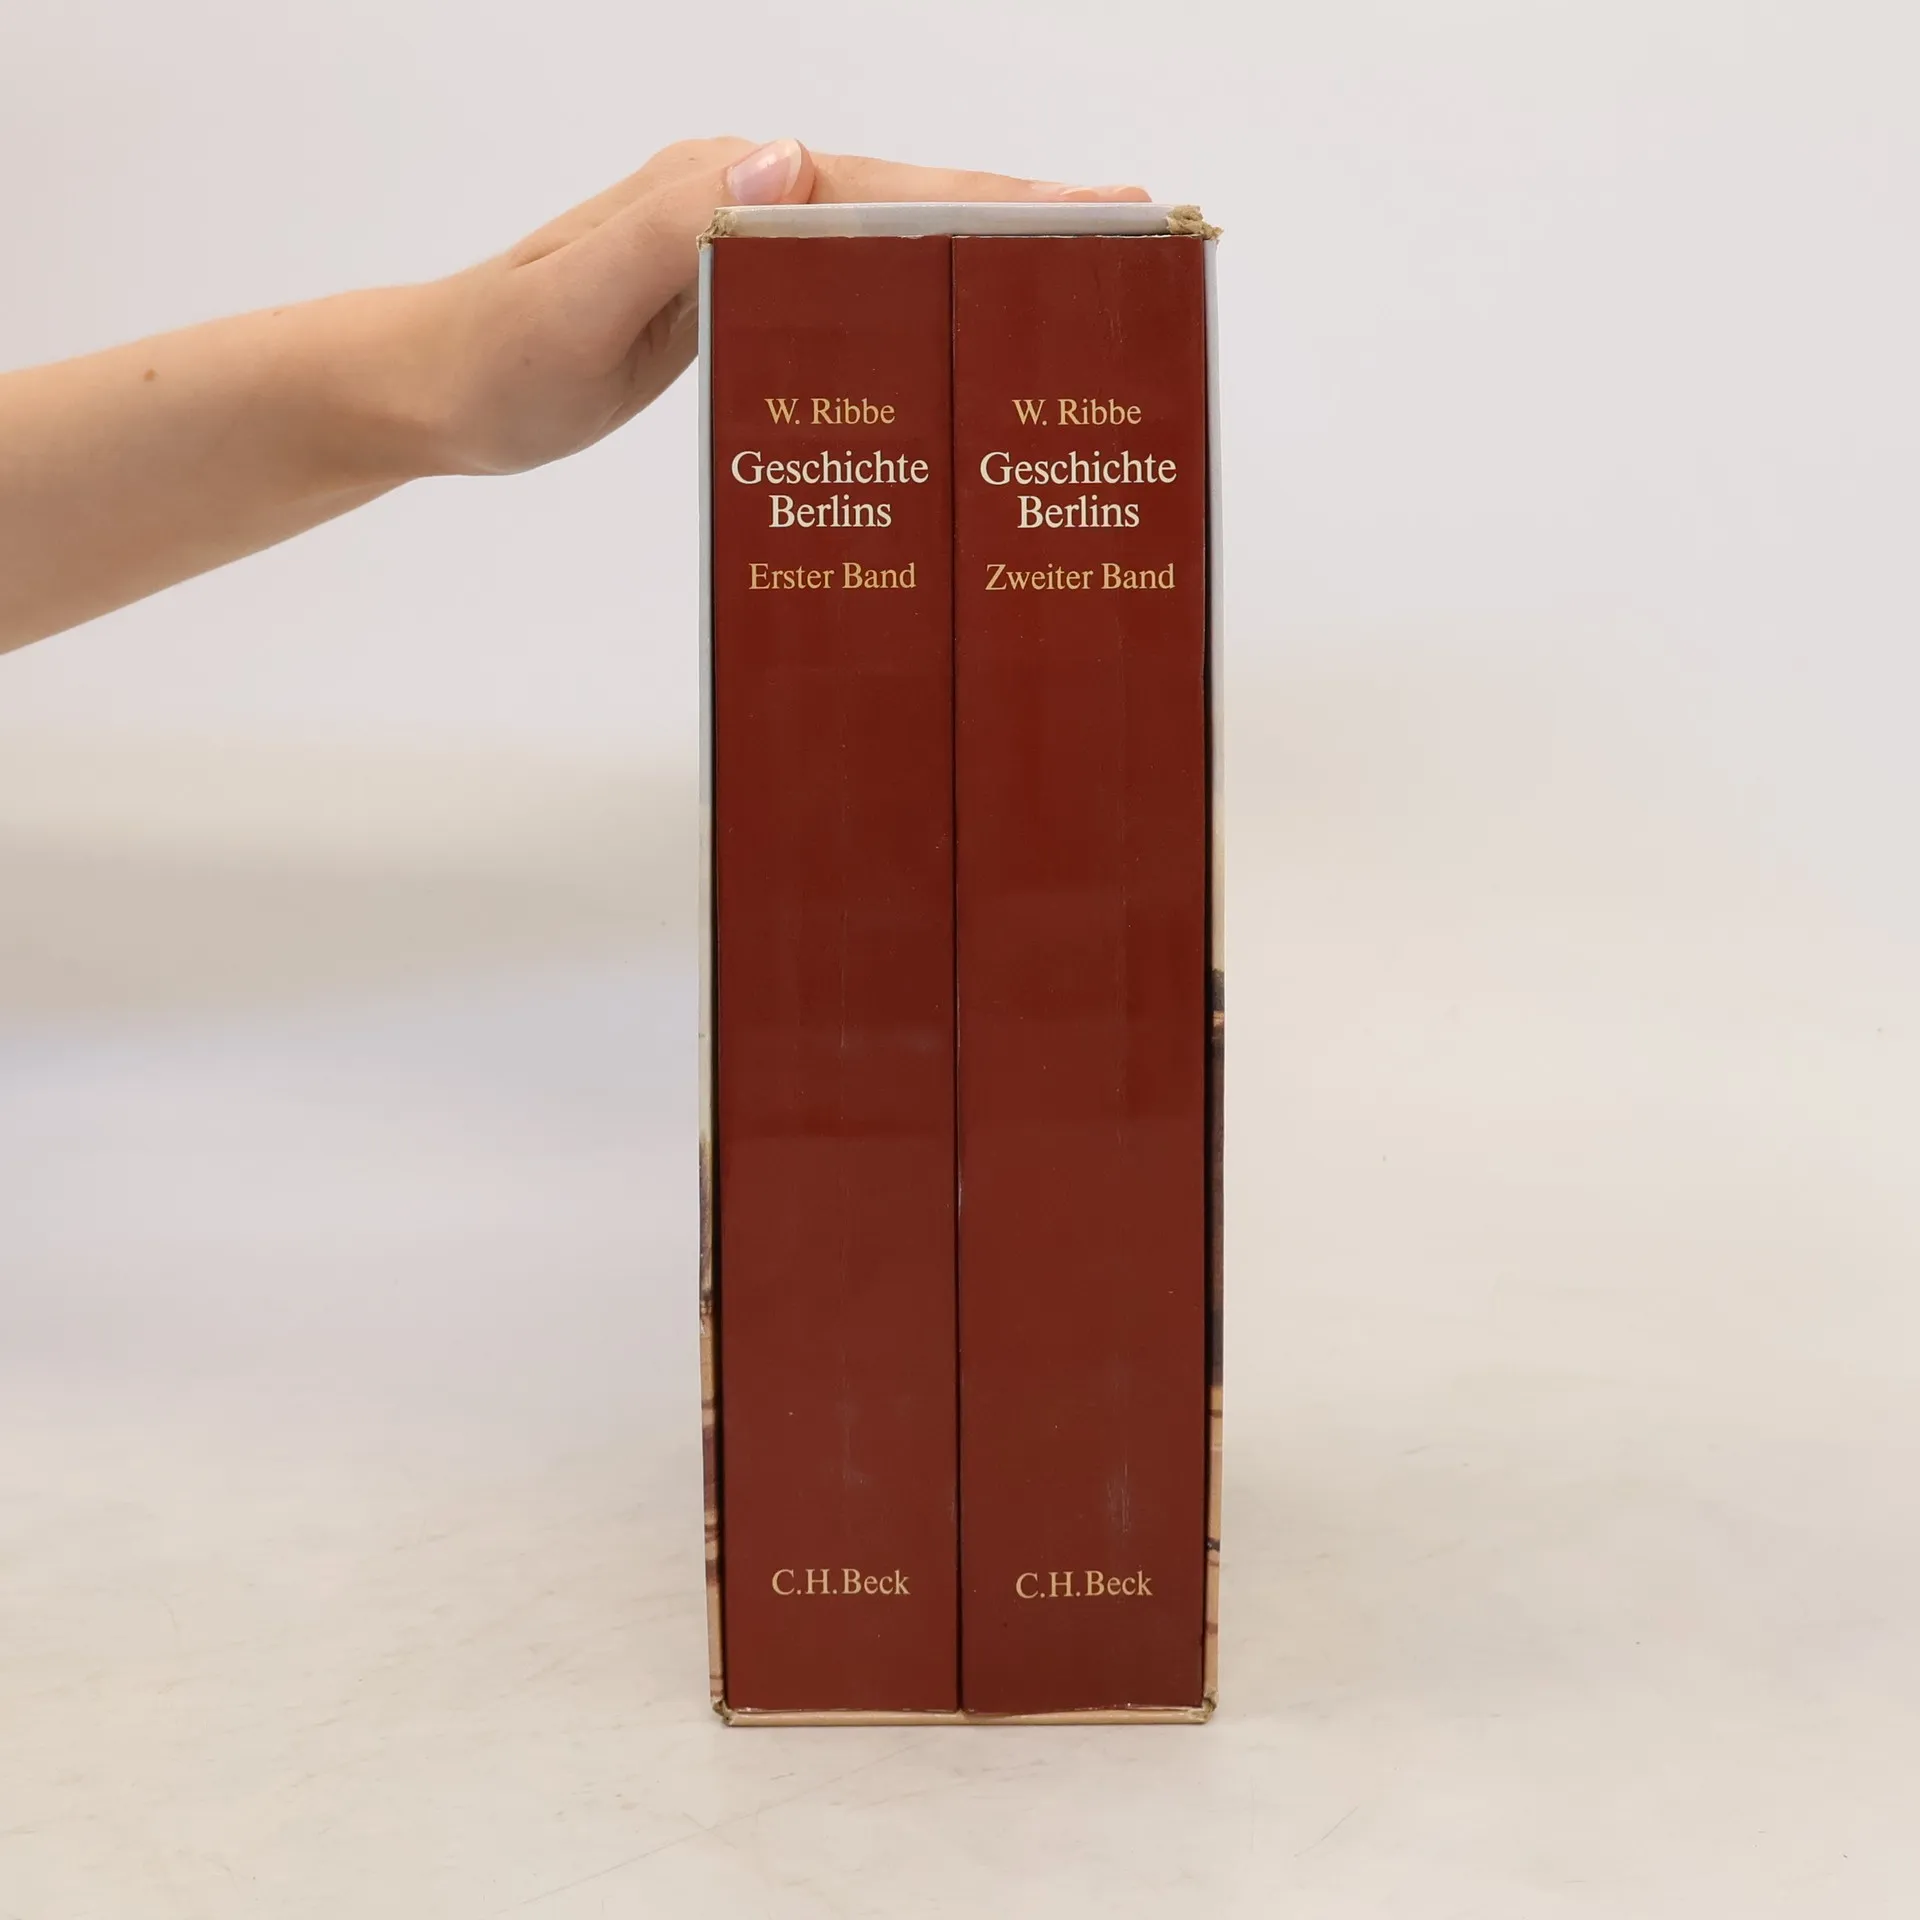 W. Ribbe
Geschichte
Berlins
Erster Band
C.H.Beck
W. Ribbe
Geschichte
Berlins
Zweiter Band
C.H.Beck